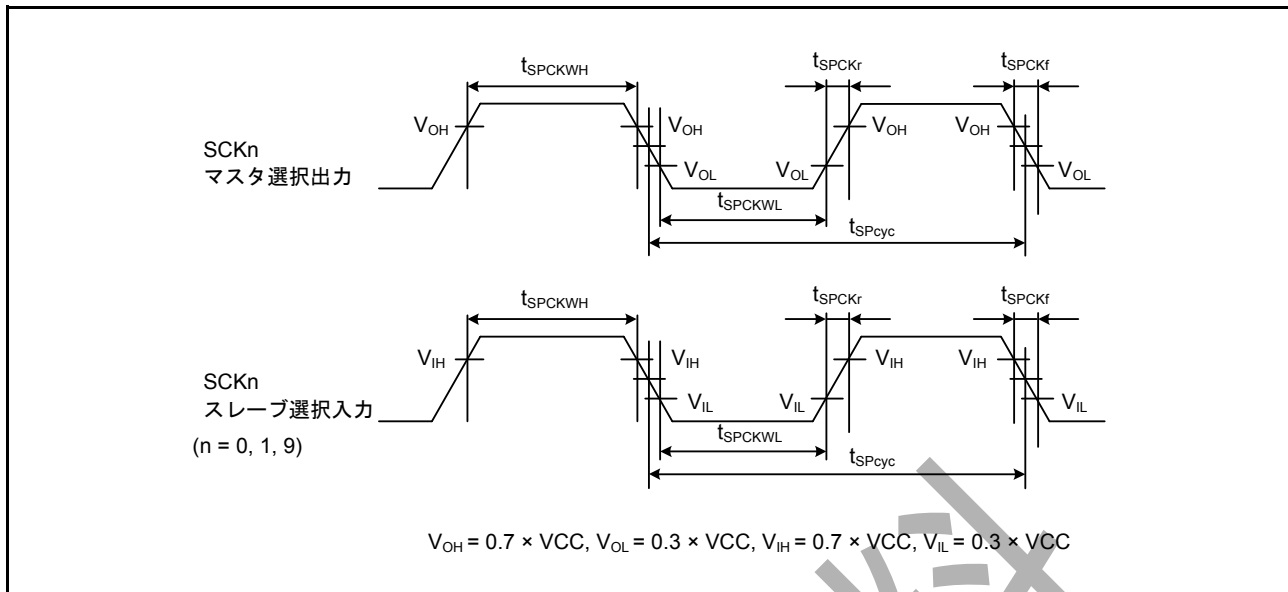 tSPCKWH tSPCKr tSPCKf
VOH VOH VOH VOH
SCKn
マスタ選択出力
VOL VOL VOL
tSPCKWL
tSPcyc
tSPCKWH tSPCKr tSPCKf
VIH VIH VIH VIH
SCKn
スレーブ選択入力
VIL VIL VIL
(n = 0, 1, 9)
tSPCKWL
tSPcyc
VOH = 0.7 × VCC, VOL = 0.3 × VCC, VIH = 0.7 × VCC, VIL = 0.3 × VCC